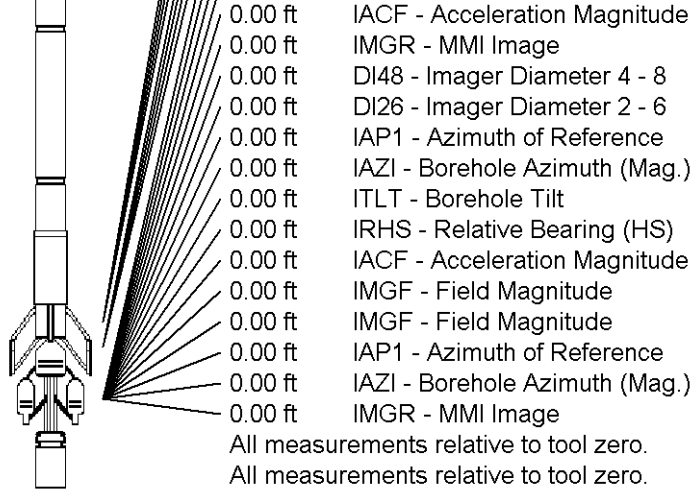 0.00 ft IACF - Acceleration Magnitude
0.00 ft IMGR - MMI Image
0.00 ft DI48 - Imager Diameter 4 - 8
0.00 ft DI26 - Imager Diameter 2 - 6
0.00 ft IAP1 - Azimuth of Reference
0.00 ft IAZI - Borehole Azimuth (Mag.)
0.00 ft ITLT - Borehole Tilt
0.00 ft IRHS - Relative Bearing (HS)
0.00 ft IACF - Acceleration Magnitude
0.00 ft IMGF - Field Magnitude
0.00 ft IMGF - Field Magnitude
0.00 ft IAP1 - Azimuth of Reference
0.00 ft IAZI - Borehole Azimuth (Mag.)
0.00 ft IMGR - MMI Image
All measurements relative to tool zero.
All measurements relative to tool zero.